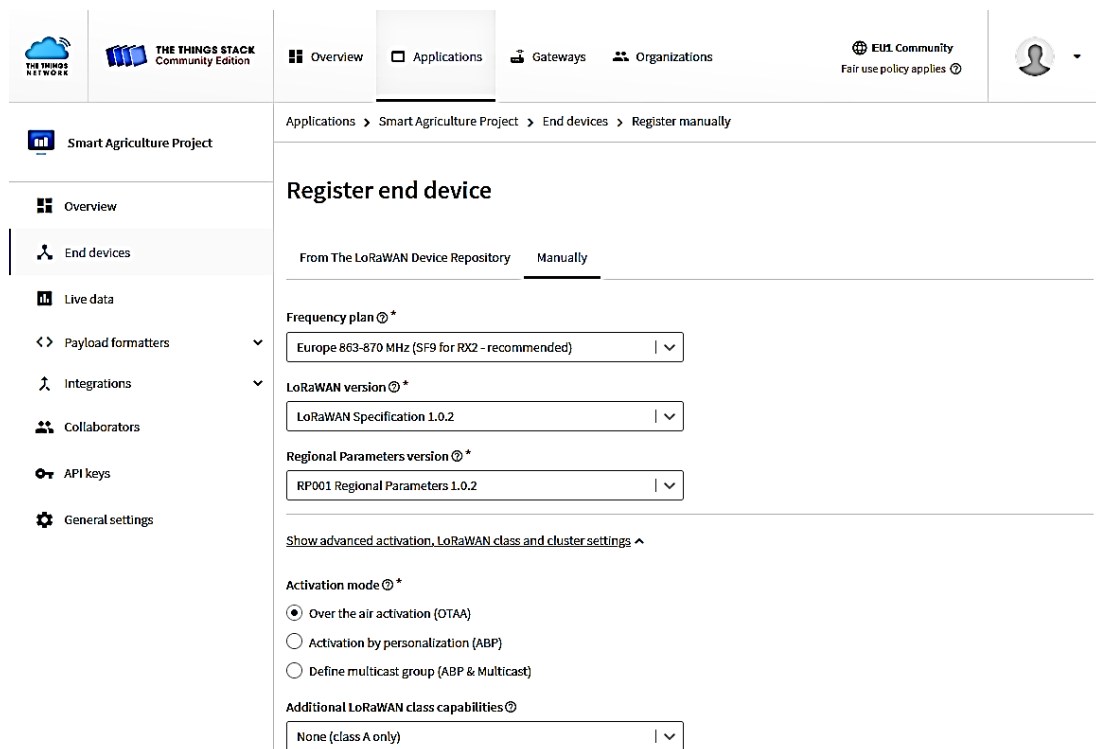 THE THINGS
NETWORK
THE THINGS STACK
Community Edition
Overview
Applications
Gateways
Organizations
EU1 Community
Fair use policy applies
Smart Agriculture Project
Overview
End devices
Live data
Payload formatters
Integrations
Collaborators
API keys
General settings
Applications > Smart Agriculture Project > End devices > Register manually
Register end device
From The LoRaWAN Device Repository
Manually
Frequency plan *
Europe 863-870 MHz (SF9 for RX2 - recommended)
LoRaWAN version *
LoRaWAN Specification 1.0.2
Regional Parameters version *
RP001 Regional Parameters 1.0.2
Show advanced activation, LoRaWAN class and cluster settings
Activation mode *
Over the air activation (OTAA)
Activation by personalization (ABP)
Define multicast group (ABP & Multicast)
Additional LoRaWAN class capabilities
None (class A only)